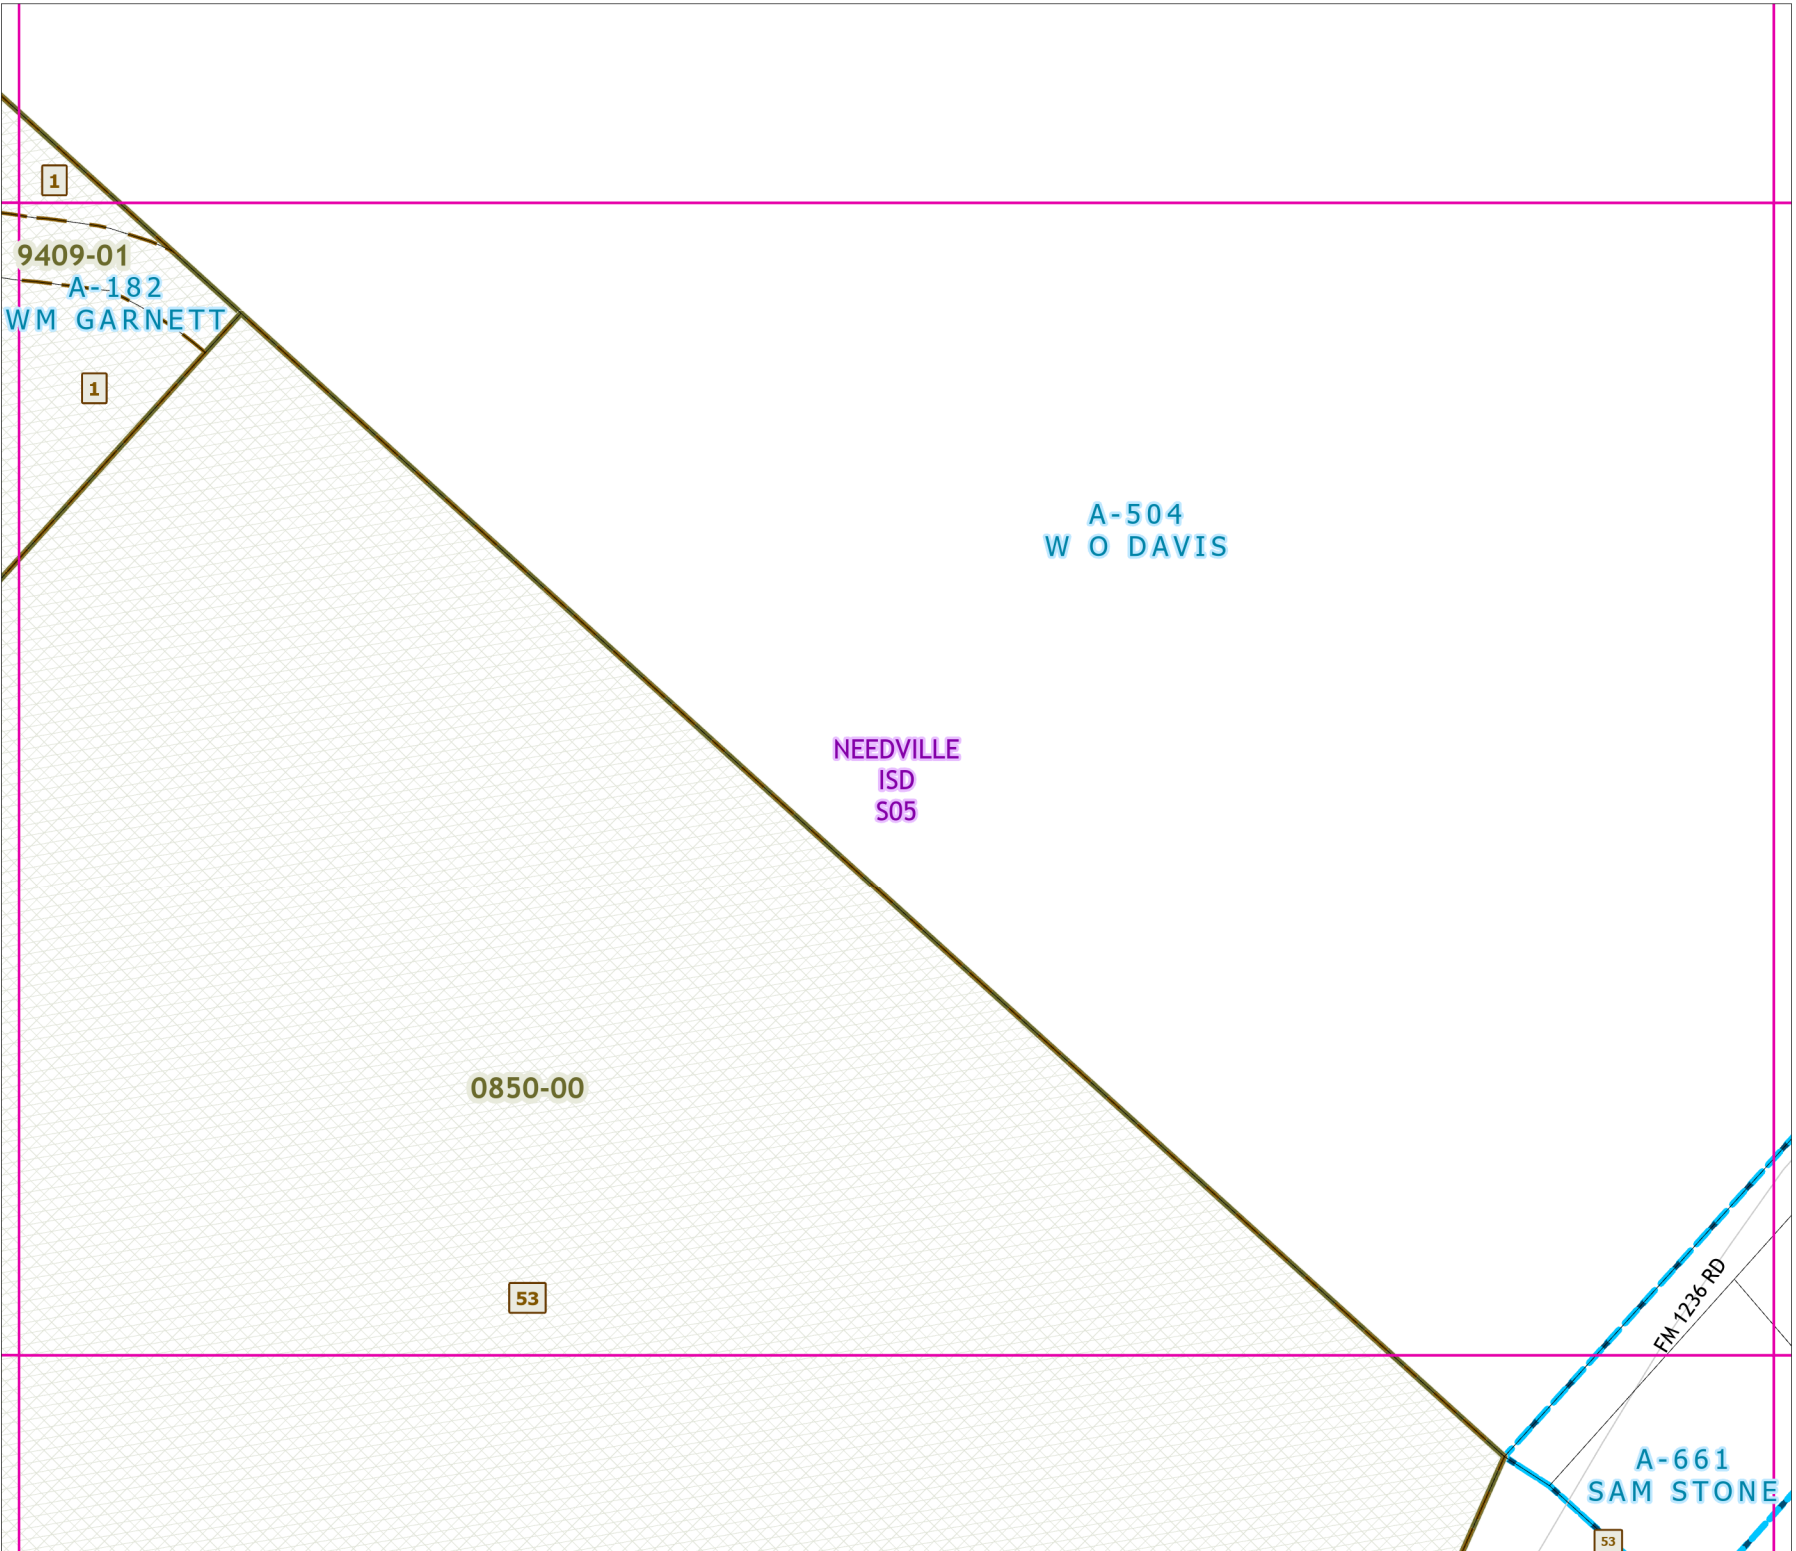 1
9409-01
A-182
WM GARNETT
1
A-504
W O DAVIS
NEEDVILLE
ISD
S05
0850-00
53
FM 1236 RD
A-661
SAM STONE
53